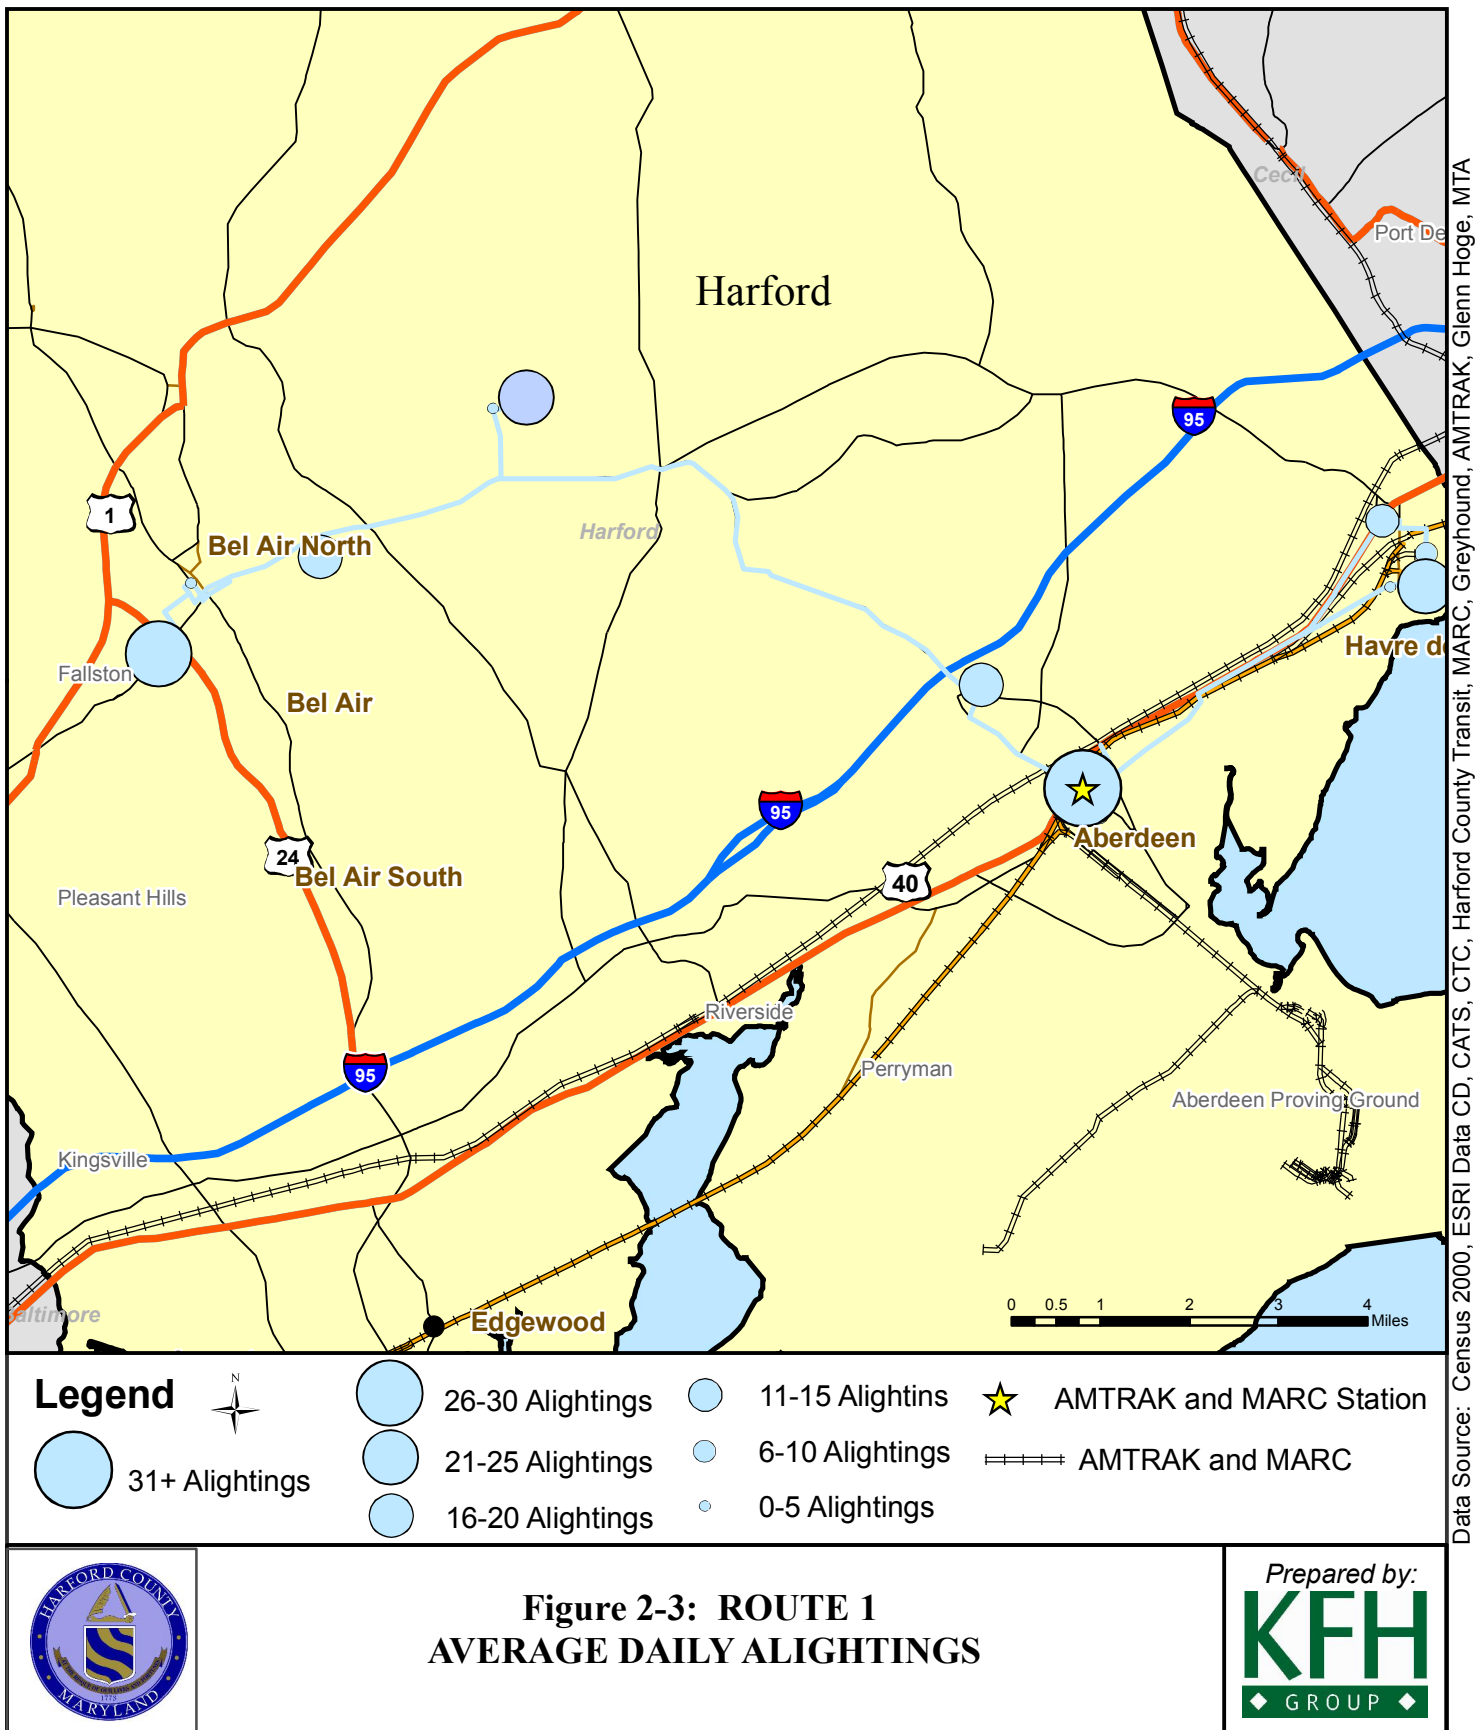 Cecil
Port De
Harford
95
1
Harford
Bel Air North
Havre de
Fallston
Bel Air
95
Aberdeen
24
Bel Air South
40
Pleasant Hills
Riverside
95
Perryman
Aberdeen Proving Ground
Kingsville
altimore
Edgewood
0 0.5 1 2 3 4
Miles
Data Source: Census 2000, ESRI Data CD, CATS, CTC, Harford County Transit, MARC, Greyhound, AMTRAK, Glenn Hoge, MTA
Legend
N
31+ Alightings
26-30 Alightings
21-25 Alightings
16-20 Alightings
11-15 Alightins
6-10 Alightings
0-5 Alightings
AMTRAK and MARC Station
AMTRAK and MARC
HARFORD COUNTY
1773
MARYLAND
Figure 2-3: ROUTE 1
AVERAGE DAILY ALIGHTINGS
Prepared by:
KFH
GROUP